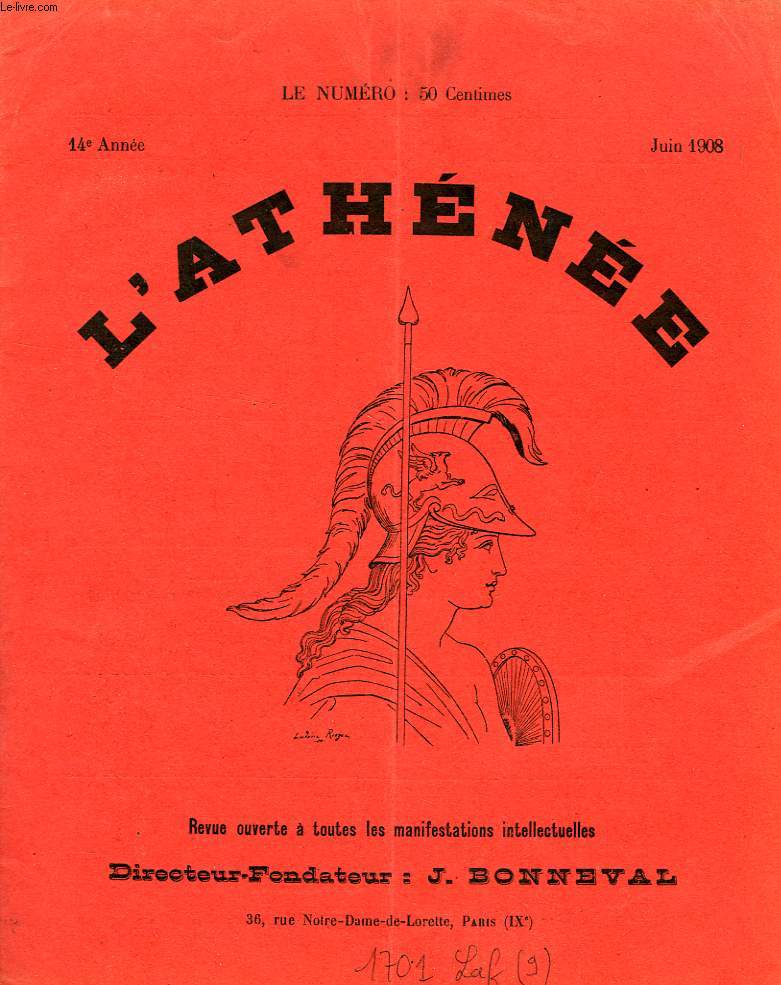 Le-livre.com
LE NUMÉRO : 50 Centimes
14e Année
Juin 1908
L'ATHÉNÉE
Revue ouverte à toutes les manifestations intellectuelles
Directeur-Fondateur : J. BONNEVAL
36, rue Notre-Dame-de-Lorette, PARIS (IXe)
1701 Laf (9)